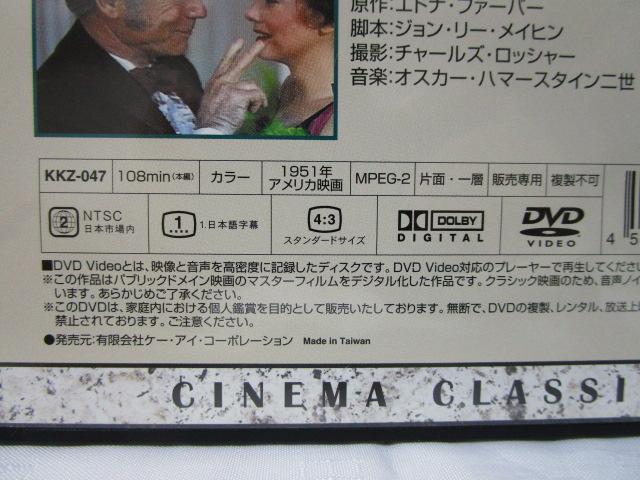 原作:エドナ・ファーバー
脚本:ジョン・リー・メイヒン
撮影:チャールズ・ロッシャー
音楽:オスカー・ハマースタイン二世
KKZ-047 108min(本編) カラー 1951年 アメリカ映画 MPEG-2 片面・一層 販売専用 複製不可
2 NTSC 日本市場内
1 1.日本語字幕
4:3 スタンダードサイズ
DOLBY DIGITAL
DVD VIDEO
4 5
■DVD Videoとは、映像と音声を高密度に記録したディスクです。DVD Video対応のプレーヤーで再生してください
※この作品はパブリックドメイン映画のマスターフィルムをデジタル化した作品です。クラシック映画のため、音声ノイ
います。あらかじめご了承ください。
※このDVDは、家庭内における個人鑑賞を目的として販売いたしております。無断で、DVDの複製、レンタル、放送上
禁止されております。ご注意ください。
●発売元:有限会社ケー・アイ・コーポレーション Made in Taiwan
CINEMA CLASSI